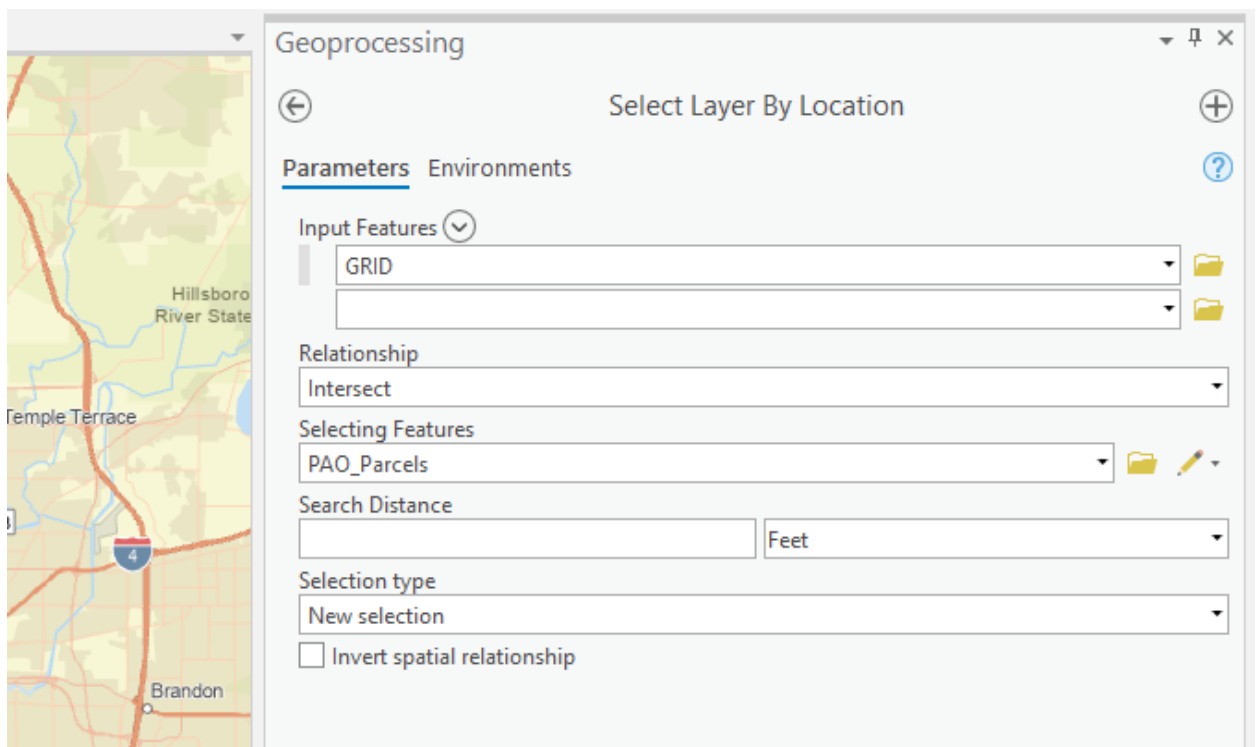 Geoprocessing
Select Layer By Location
Parameters Environments
Input Features
GRID
Relationship
Intersect
Selecting Features
PAO_Parcels
Search Distance
Feet
Selection type
New selection
Invert spatial relationship
Hillsboro
River State
Temple Terrace
4
Brandon